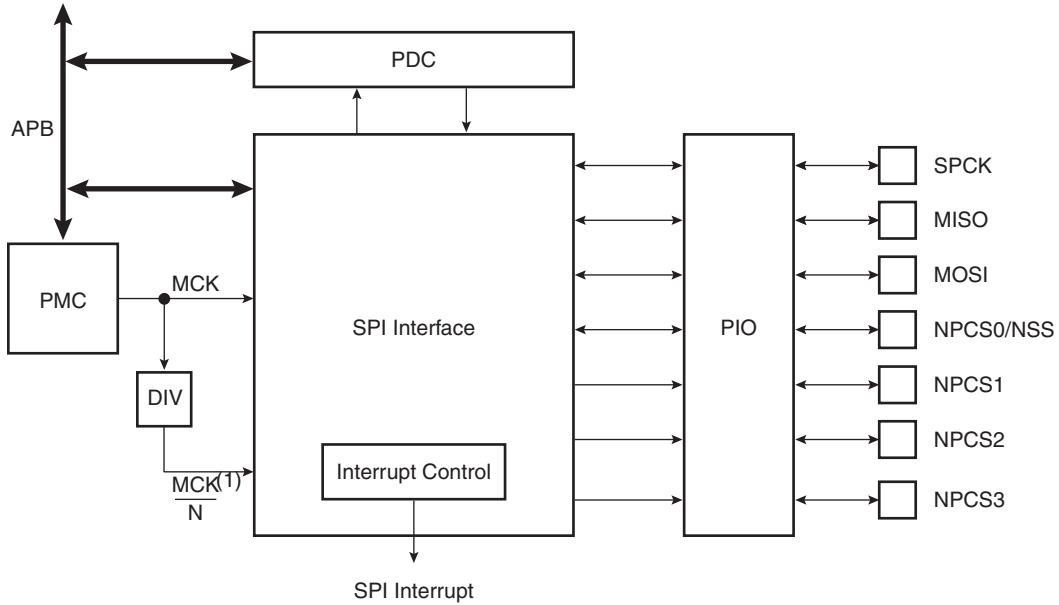 PDC
APB
SPCK
MISO
PMC
MCK
MOSI
SPI Interface
PIO
NPCS0/NSS
DIV
NPCS1
NPCS2
Interrupt Control
MCK(1)
N
NPCS3
SPI Interrupt